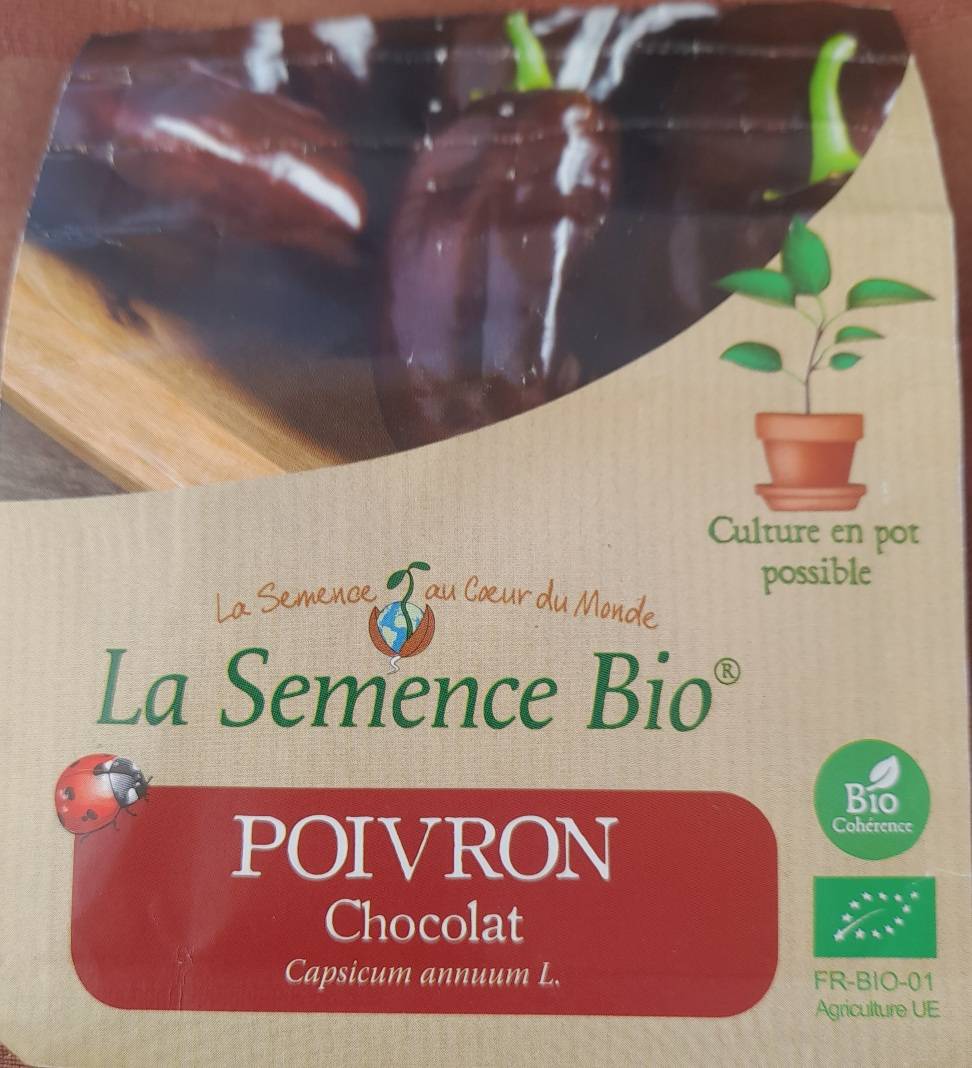 Culture en pot
possible
La Semence au Cœur du Monde
La Semence Bio®
POIVRON
Chocolat
Capsicum annuum L.
Bio
Cohérence
FR-BIO-01
Agriculture UE